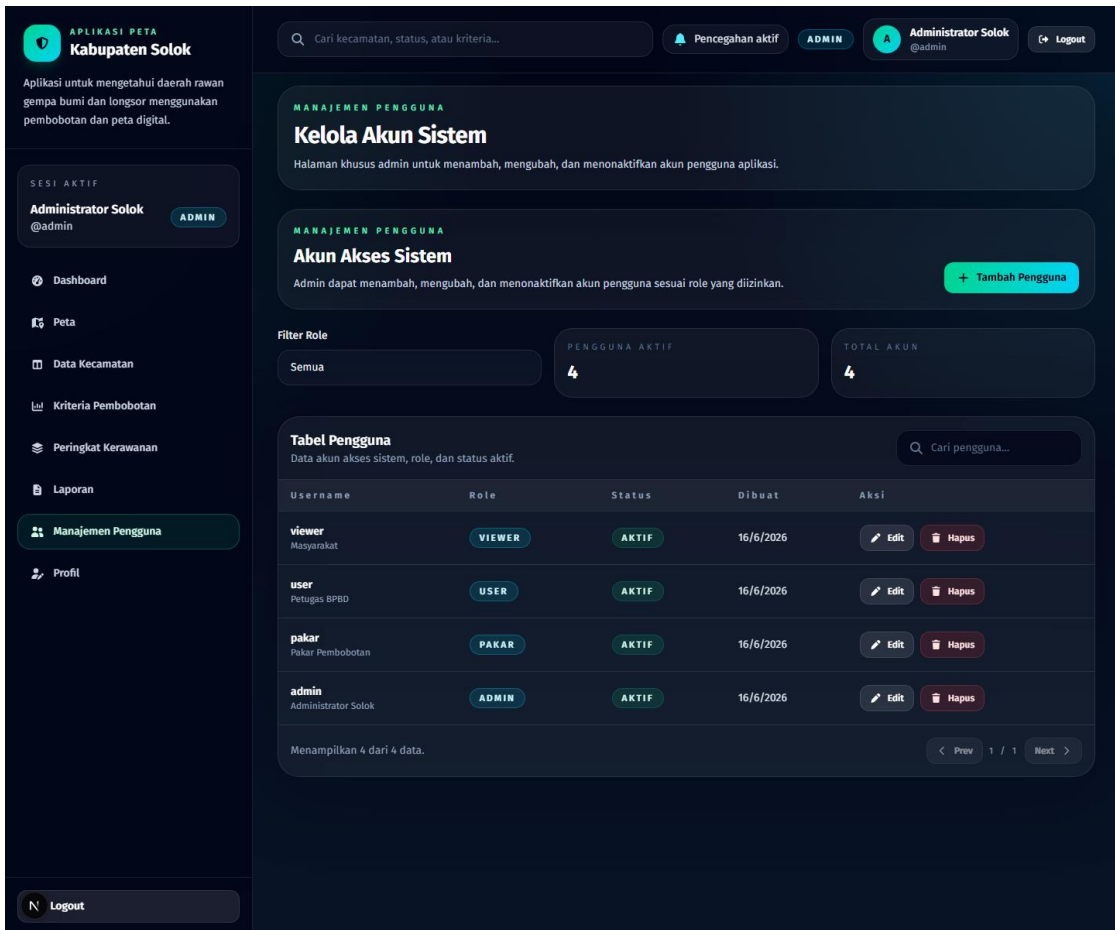 APLIKASI PETA
Kabupaten Solok
Aplikasi untuk mengetahui daerah rawan
gempa bumi dan longsor menggunakan
pembobotan dan peta digital.
SESI AKTIF
Administrator Solok
@admin
ADMIN
Dashboard
Peta
Data Kecamatan
Kriteria Pembobotan
Peringkat Kerawanan
Laporan
Manajemen Pengguna
Profil
N
Logout
Cari kecamatan, status, atau kriteria...
Pencegahan aktif
ADMIN
A
Administrator Solok
@admin
Logout
MANAJEMEN PENGGUNA
Kelola Akun Sistem
Halaman khusus admin untuk menambah, mengubah, dan menonaktifkan akun pengguna aplikasi.
MANAJEMEN PENGGUNA
Akun Akses Sistem
Admin dapat menambah, mengubah, dan menonaktifkan akun pengguna sesuai role yang diizinkan.
+ Tambah Pengguna
Filter Role
Semua
PENGGUNA AKTIF
4
TOTAL AKUN
4
Tabel Pengguna
Data akun akses sistem, role, dan status aktif.
Cari pengguna...
Username Role Status Dibuat Aksi
viewer VIEWER AKTIF 16/6/2026 Edit Hapus
Masyarakat
user USER AKTIF 16/6/2026 Edit Hapus
Petugas BPBD
pakar PAKAR AKTIF 16/6/2026 Edit Hapus
Pakar Pembobotan
admin ADMIN AKTIF 16/6/2026 Edit Hapus
Administrator Solok
Menampilkan 4 dari 4 data.
< Prev 1 / 1 Next >